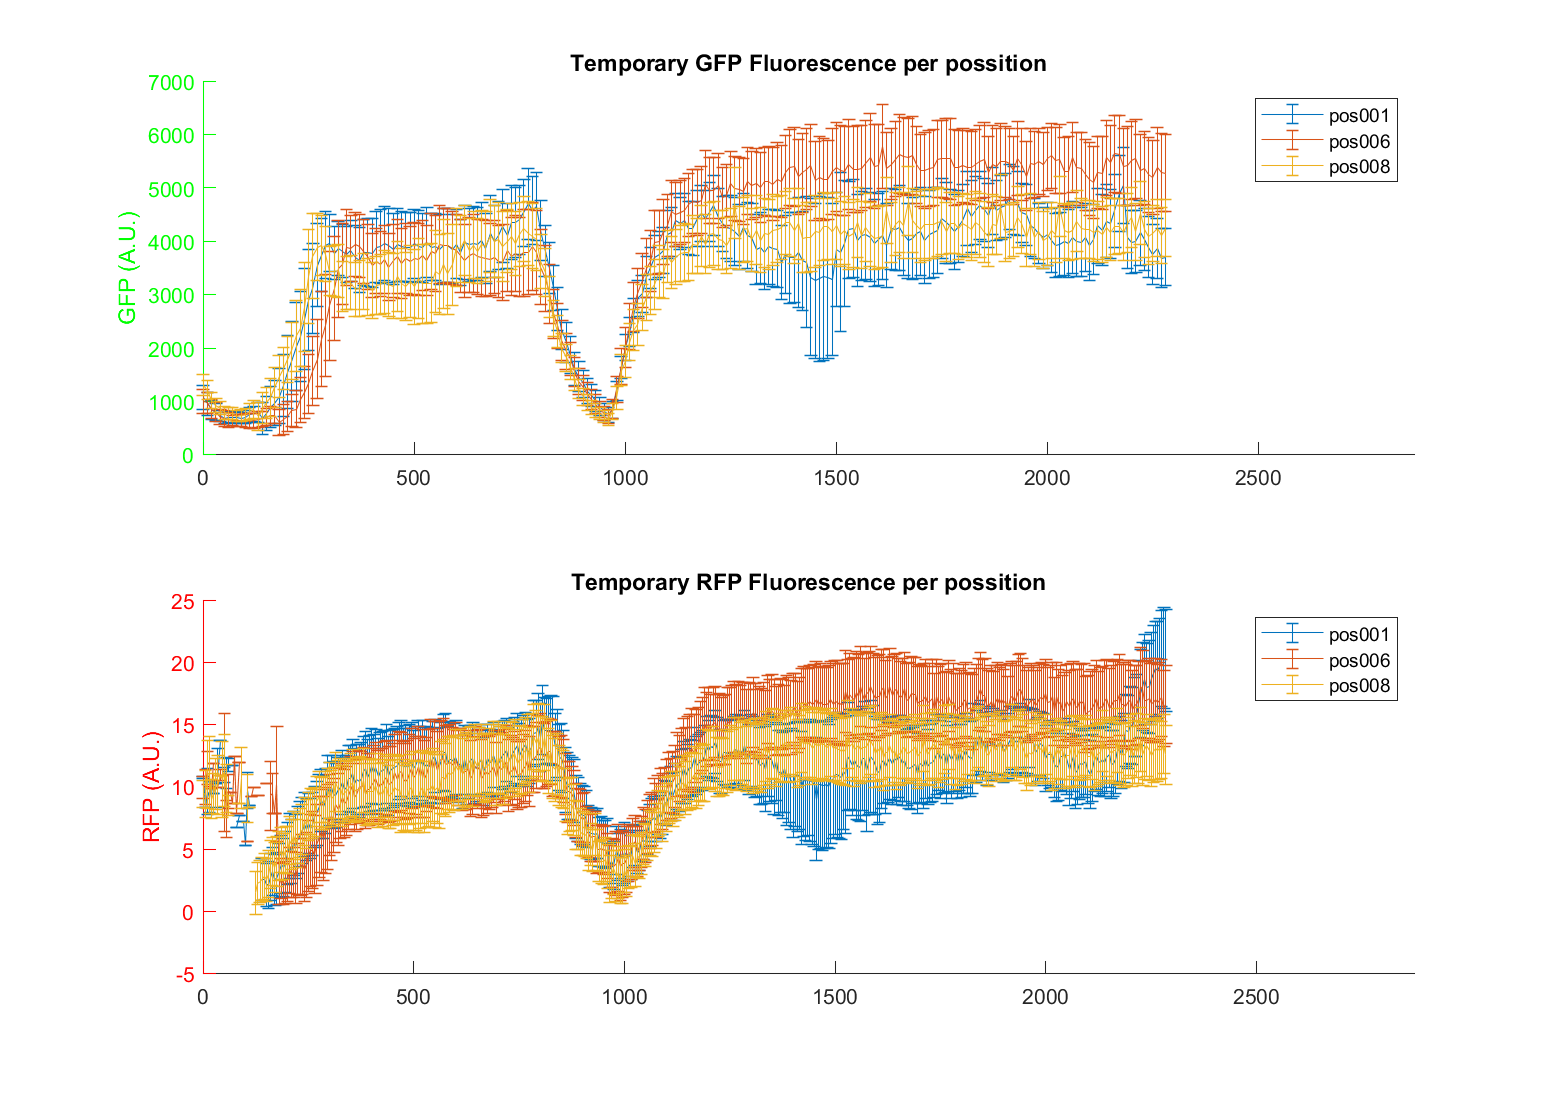 Temporary GFP Fluorescence per possition
7000
6000
5000
4000
3000
2000
1000
0
GFP (A.U.)
0 500 1000 1500 2000 2500
pos001
pos006
pos008
Temporary RFP Fluorescence per possition
25
20
15
10
5
0
-5
RFP (A.U.)
0 500 1000 1500 2000 2500
pos001
pos006
pos008